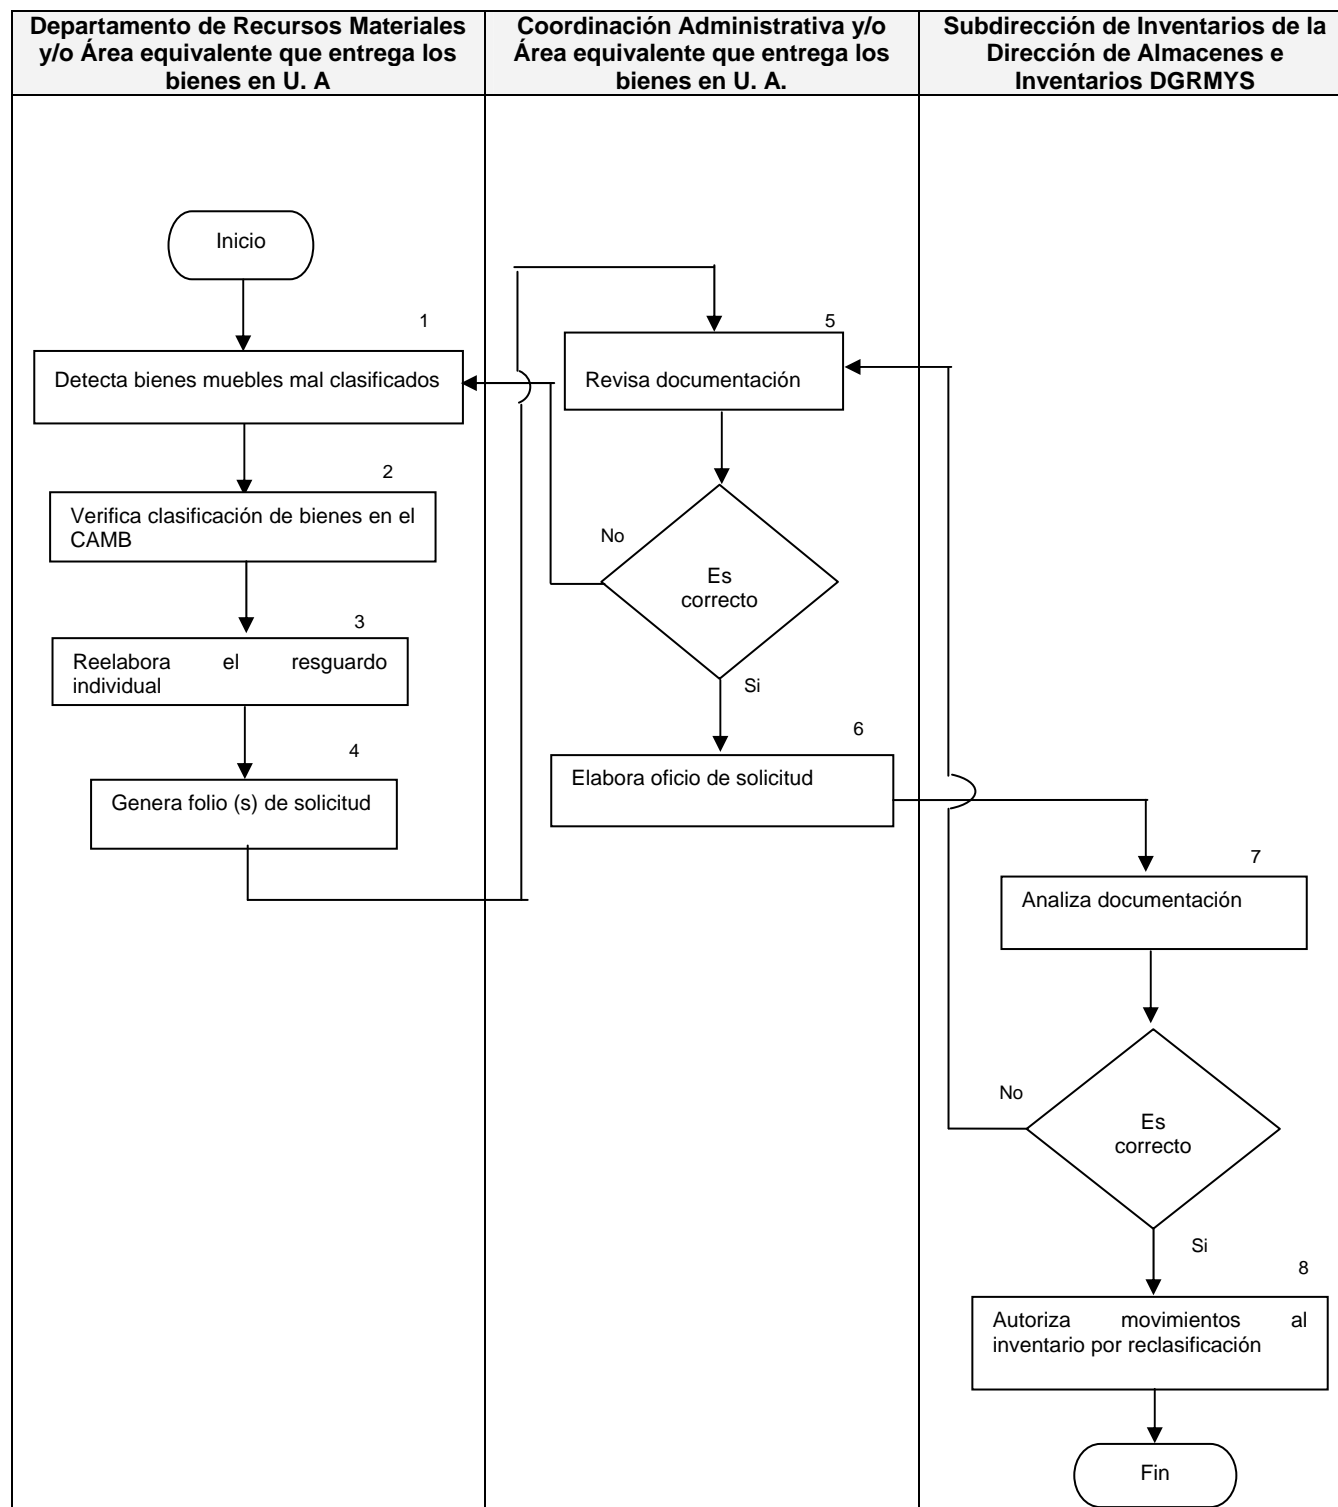 Departamento de Recursos Materiales
y/o Área equivalente que entrega los
bienes en U. A
Coordinación Administrativa y/o
Área equivalente que entrega los
bienes en U. A.
Subdirección de Inventarios de la
Dirección de Almacenes e
Inventarios DGRMYS
Inicio
1
Detecta bienes muebles mal clasificados
2
Verifica clasificación de bienes en el
CAMB
3
Reelabora el resguardo
individual
4
Genera folio (s) de solicitud
5
Revisa documentación
No
Es
correcto
Si
6
Elabora oficio de solicitud
7
Analiza documentación
No
Es
correcto
Si
8
Autoriza movimientos al
inventario por reclasificación
Fin